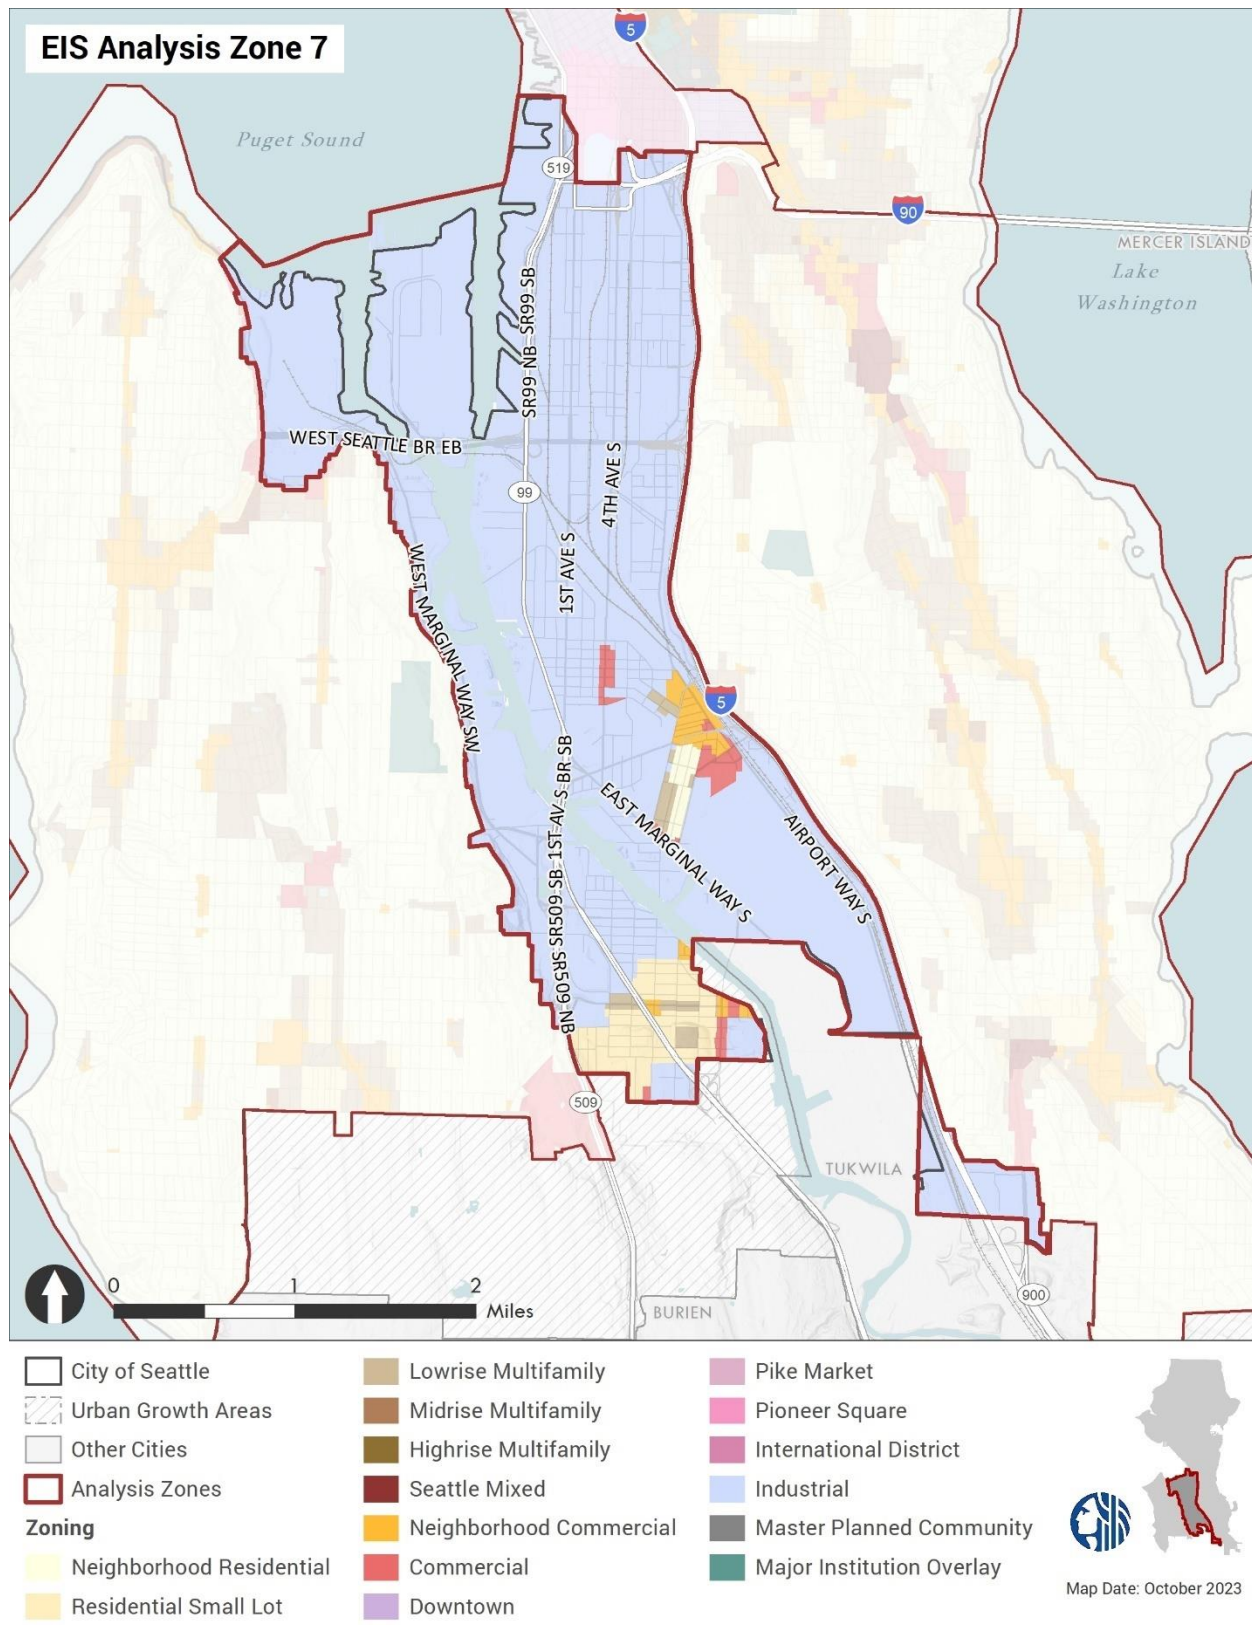 EIS Analysis Zone 7
5
Puget Sound
519
90
MERCER ISLAND
Lake
Washington
SR99 NB SR99 SB
WEST SEATTLE BR EB
4TH AVE S
99
1ST AVE S
WEST MARGINAL WAY SW
5
SR509 NB SR509 SB 1ST AV S BR SB
EAST MARGINAL WAY S
AIRPORT WAY S
509
TUKWILA
900
BURIEN
0 1 2
Miles
City of Seattle
Urban Growth Areas
Other Cities
Analysis Zones
Zoning
Neighborhood Residential
Residential Small Lot
Lowrise Multifamily
Midrise Multifamily
Highrise Multifamily
Seattle Mixed
Neighborhood Commercial
Commercial
Downtown
Pike Market
Pioneer Square
International District
Industrial
Master Planned Community
Major Institution Overlay
Map Date: October 2023